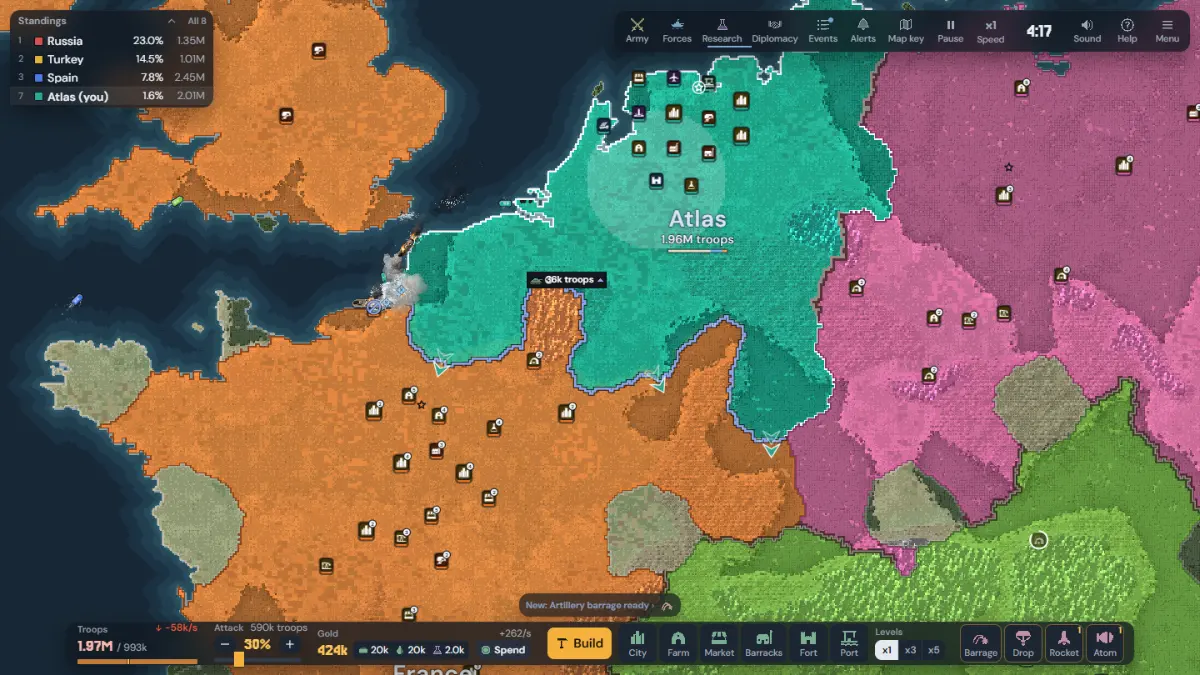 Standings All 8
1 Russia 23.0% 1.35M
2 Turkey 14.5% 1.01M
3 Spain 7.8% 2.45M
7 Atlas (you) 1.6% 2.01M
Army Forces Research Diplomacy Events Alerts Map key Pause x1 Speed 4:17 Sound Help Menu
Atlas
1.96M troops
36k troops
New: Artillery barrage ready
Troops ↓ -58k/s
1.97M / 993k
Attack 590k troops
− 30% +
Gold +262/s
424k 20k 20k 2.0k Spend
Build
City Farm Market Barracks Fort Port
Levels
x1 x3 x5
Barrage Drop Rocket 1 Atom 1
France